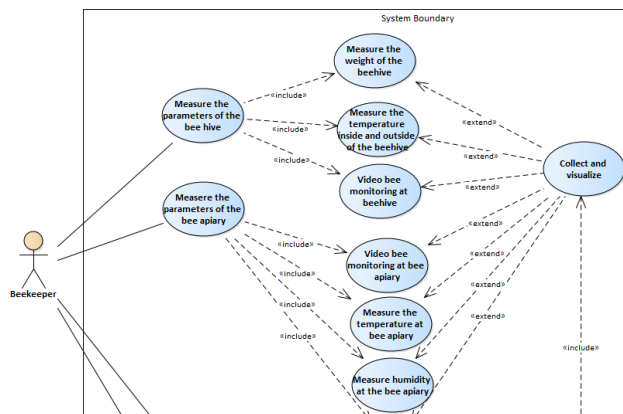 System Boundary
Measure the
weight of the
beehive
«include»
Measure the
parameters of the
bee hive
«include»
«include»
Measure the
temperature
inside and outside
of the beehive
«extend»
«extend»
Collect and
visualize
Video bee
monitoring at
beehive
«extend»
Measere the
parameters of the
bee apiary
«extend»
«include»
Video bee
monitoring at bee
apiary
«extend»
«include»
«extend»
Beekeeper
«include»
Measure the
temperature at
bee apiary
«extend»
«include»
«include»
Measure humidity
at the bee apiary